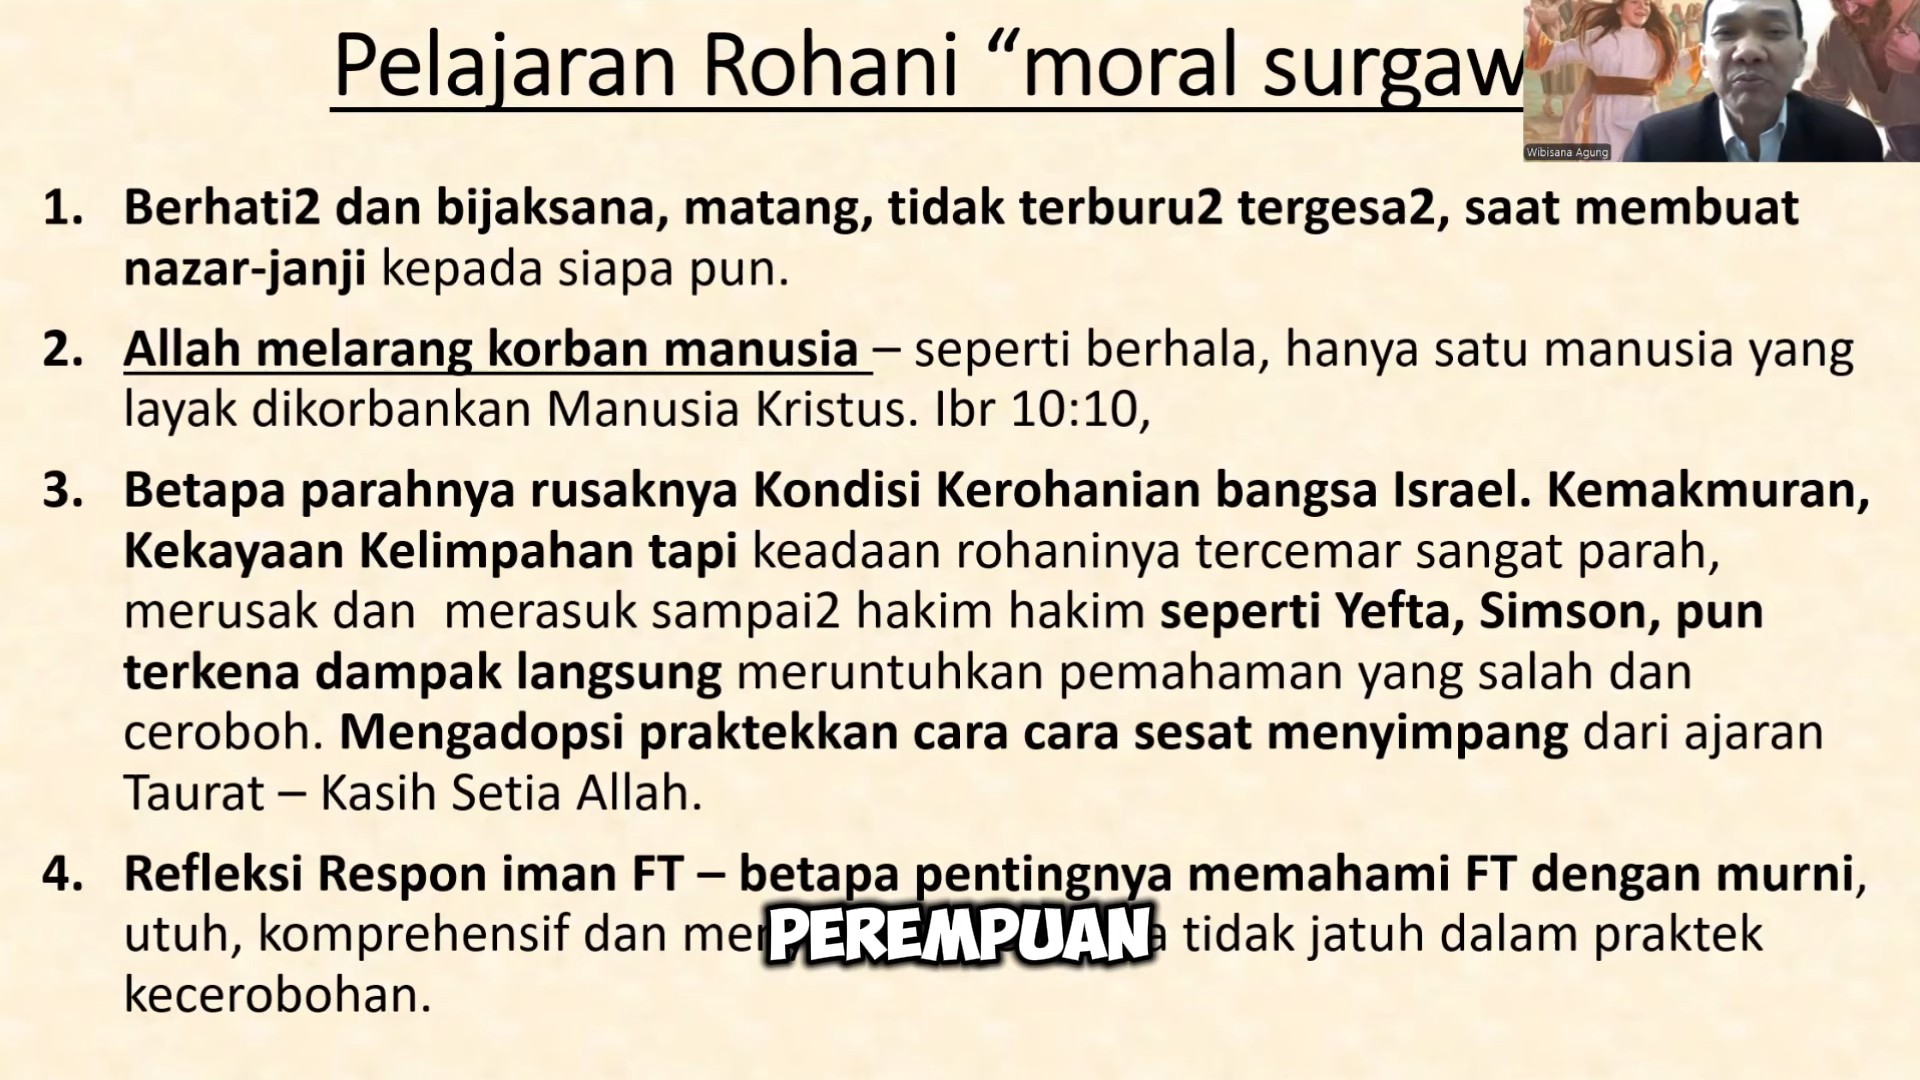 Pelajaran Rohani “moral surgaw
Wibisana Agung
1. Berhati2 dan bijaksana, matang, tidak terburu2 tergesa2, saat membuat
nazar-janji kepada siapa pun.
2. Allah melarang korban manusia – seperti berhala, hanya satu manusia yang
layak dikorbankan Manusia Kristus. Ibr 10:10,
3. Betapa parahnya rusaknya Kondisi Kerohanian bangsa Israel. Kemakmuran,
Kekayaan Kelimpahan tapi keadaan rohaninya tercemar sangat parah,
merusak dan merasuk sampai2 hakim hakim seperti Yefta, Simson, pun
terkena dampak langsung meruntuhkan pemahaman yang salah dan
ceroboh. Mengadopsi praktekkan cara cara sesat menyimpang dari ajaran
Taurat – Kasih Setia Allah.
4. Refleksi Respon iman FT – betapa pentingnya memahami FT dengan murni,
utuh, komprehensif dan tidak jatuh dalam praktek
PEREMPUAN
kecerobohan.